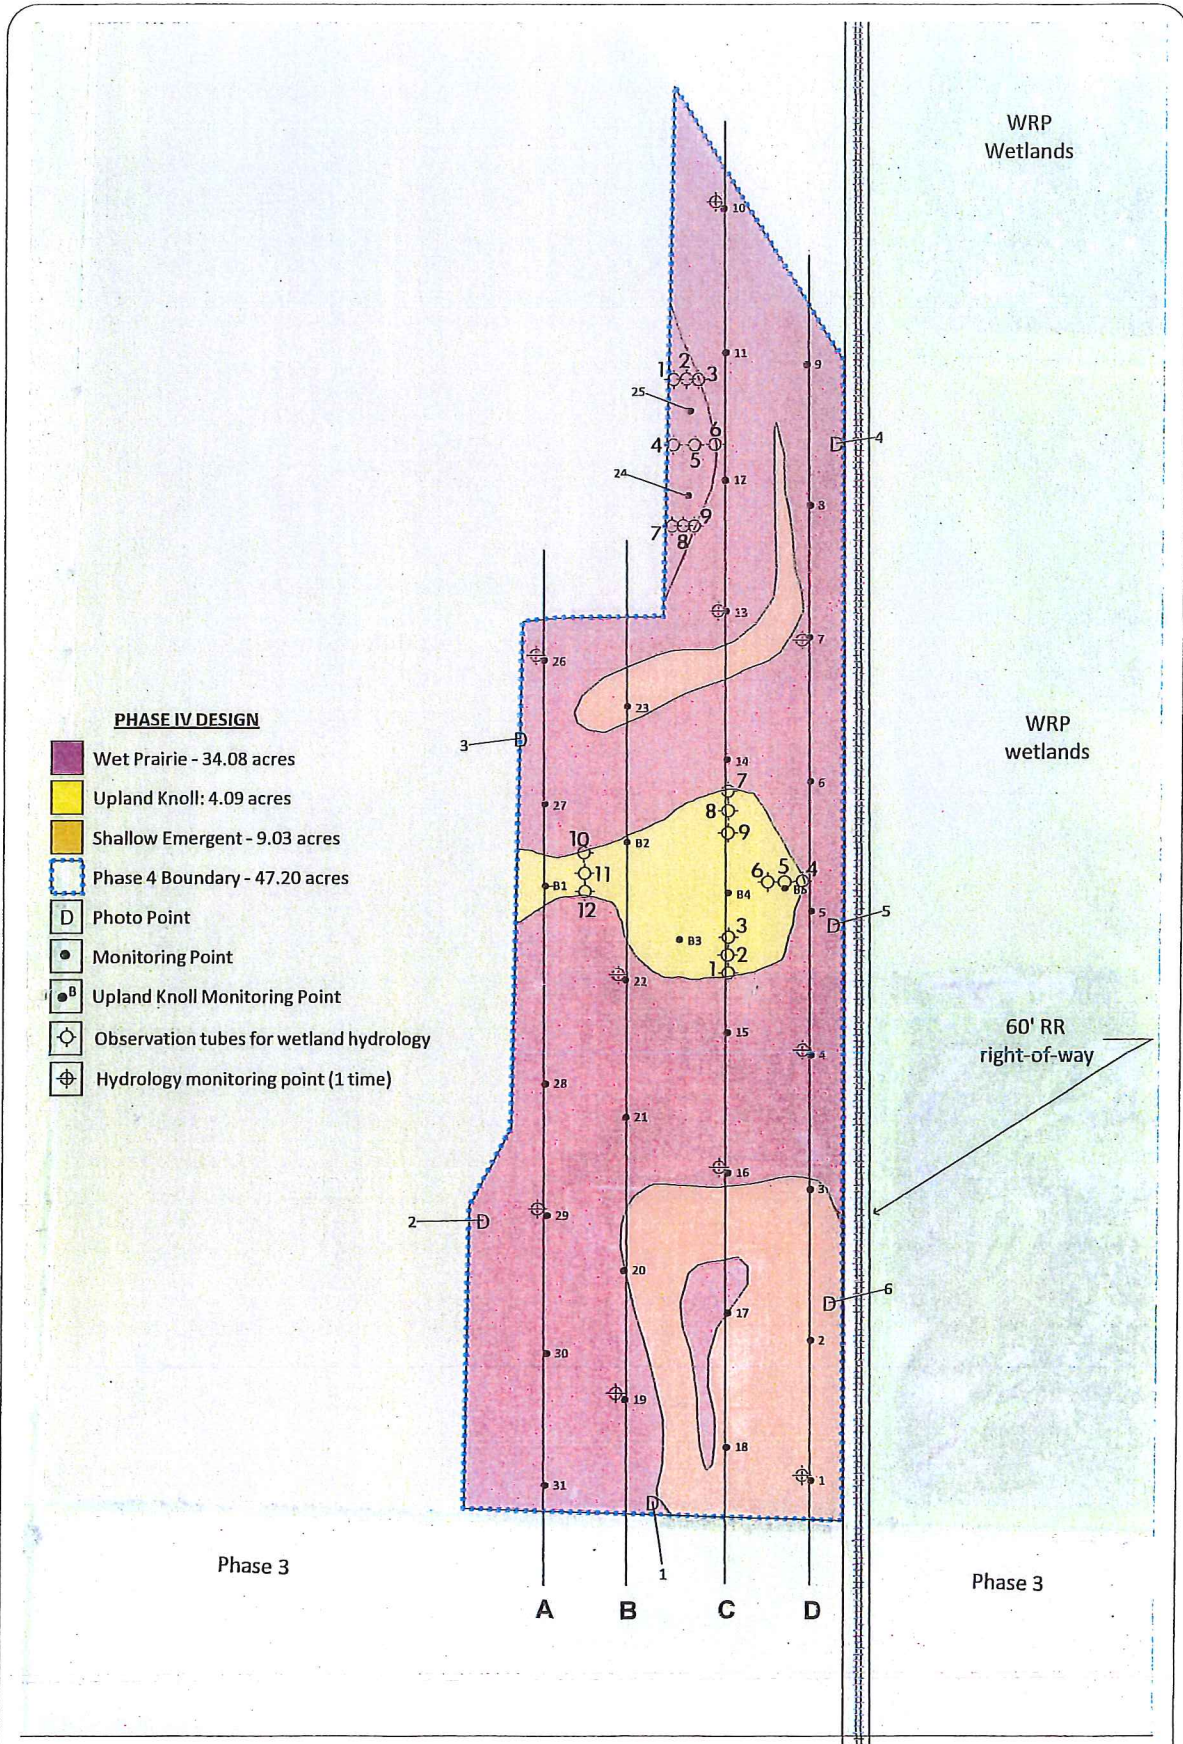 WRP
Wetlands
10
11
9
1 2 3
25
4 5 6
4
24
12
8
7 8 9
13
7
26
23
3 D
PHASE IV DESIGN
Wet Prairie - 34.08 acres
Upland Knoll: 4.09 acres
Shallow Emergent - 9.03 acres
Phase 4 Boundary - 47.20 acres
D Photo Point
Monitoring Point
B Upland Knoll Monitoring Point
Observation tubes for wetland hydrology
Hydrology monitoring point (1 time)
WRP
wetlands
14
6
7
27
8
9
10
B2
11
6 5 4
B1
B4
12
5
D 5
3
B3
2
1
22
15
60' RR
right-of-way
4
28
21
16
3
29
2 D
20
D 6
17
2
30
19
18
1
31
D
1
Phase 3
Phase 3
A B C D